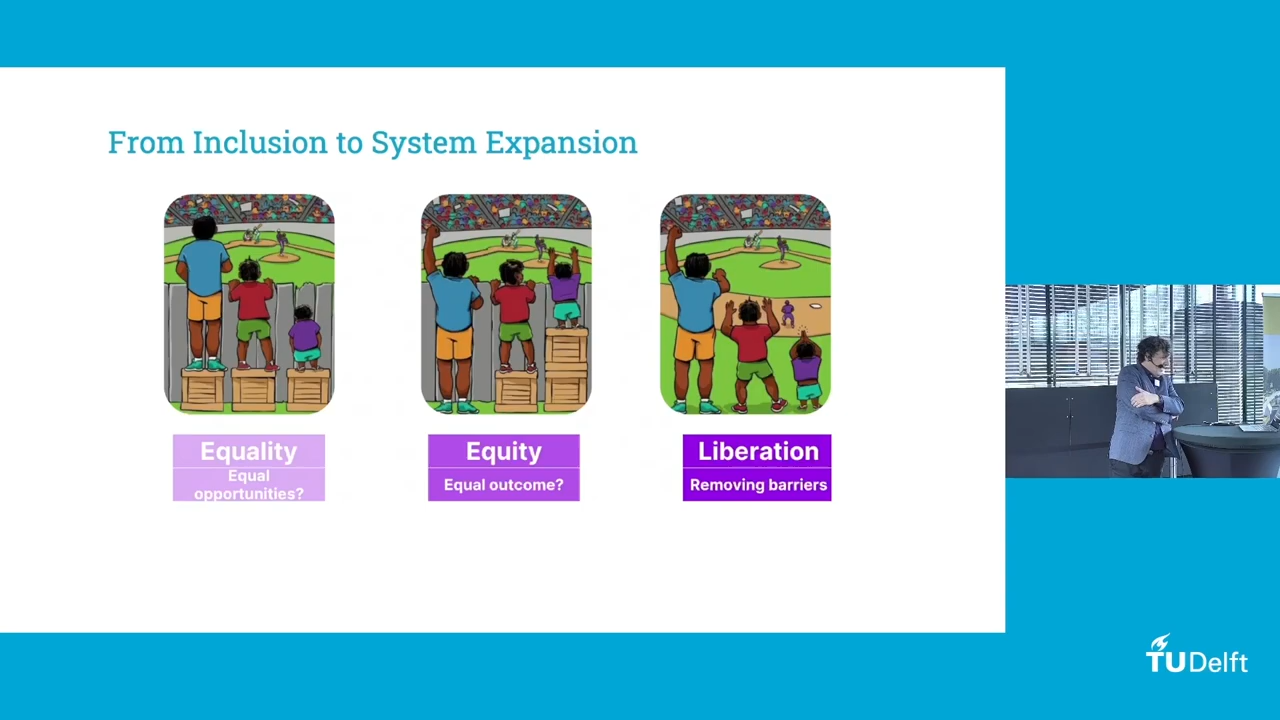 From Inclusion to System Expansion
Equality
Equal
opportunities?
Equity
Equal outcome?
Liberation
Removing barriers
TUDelft